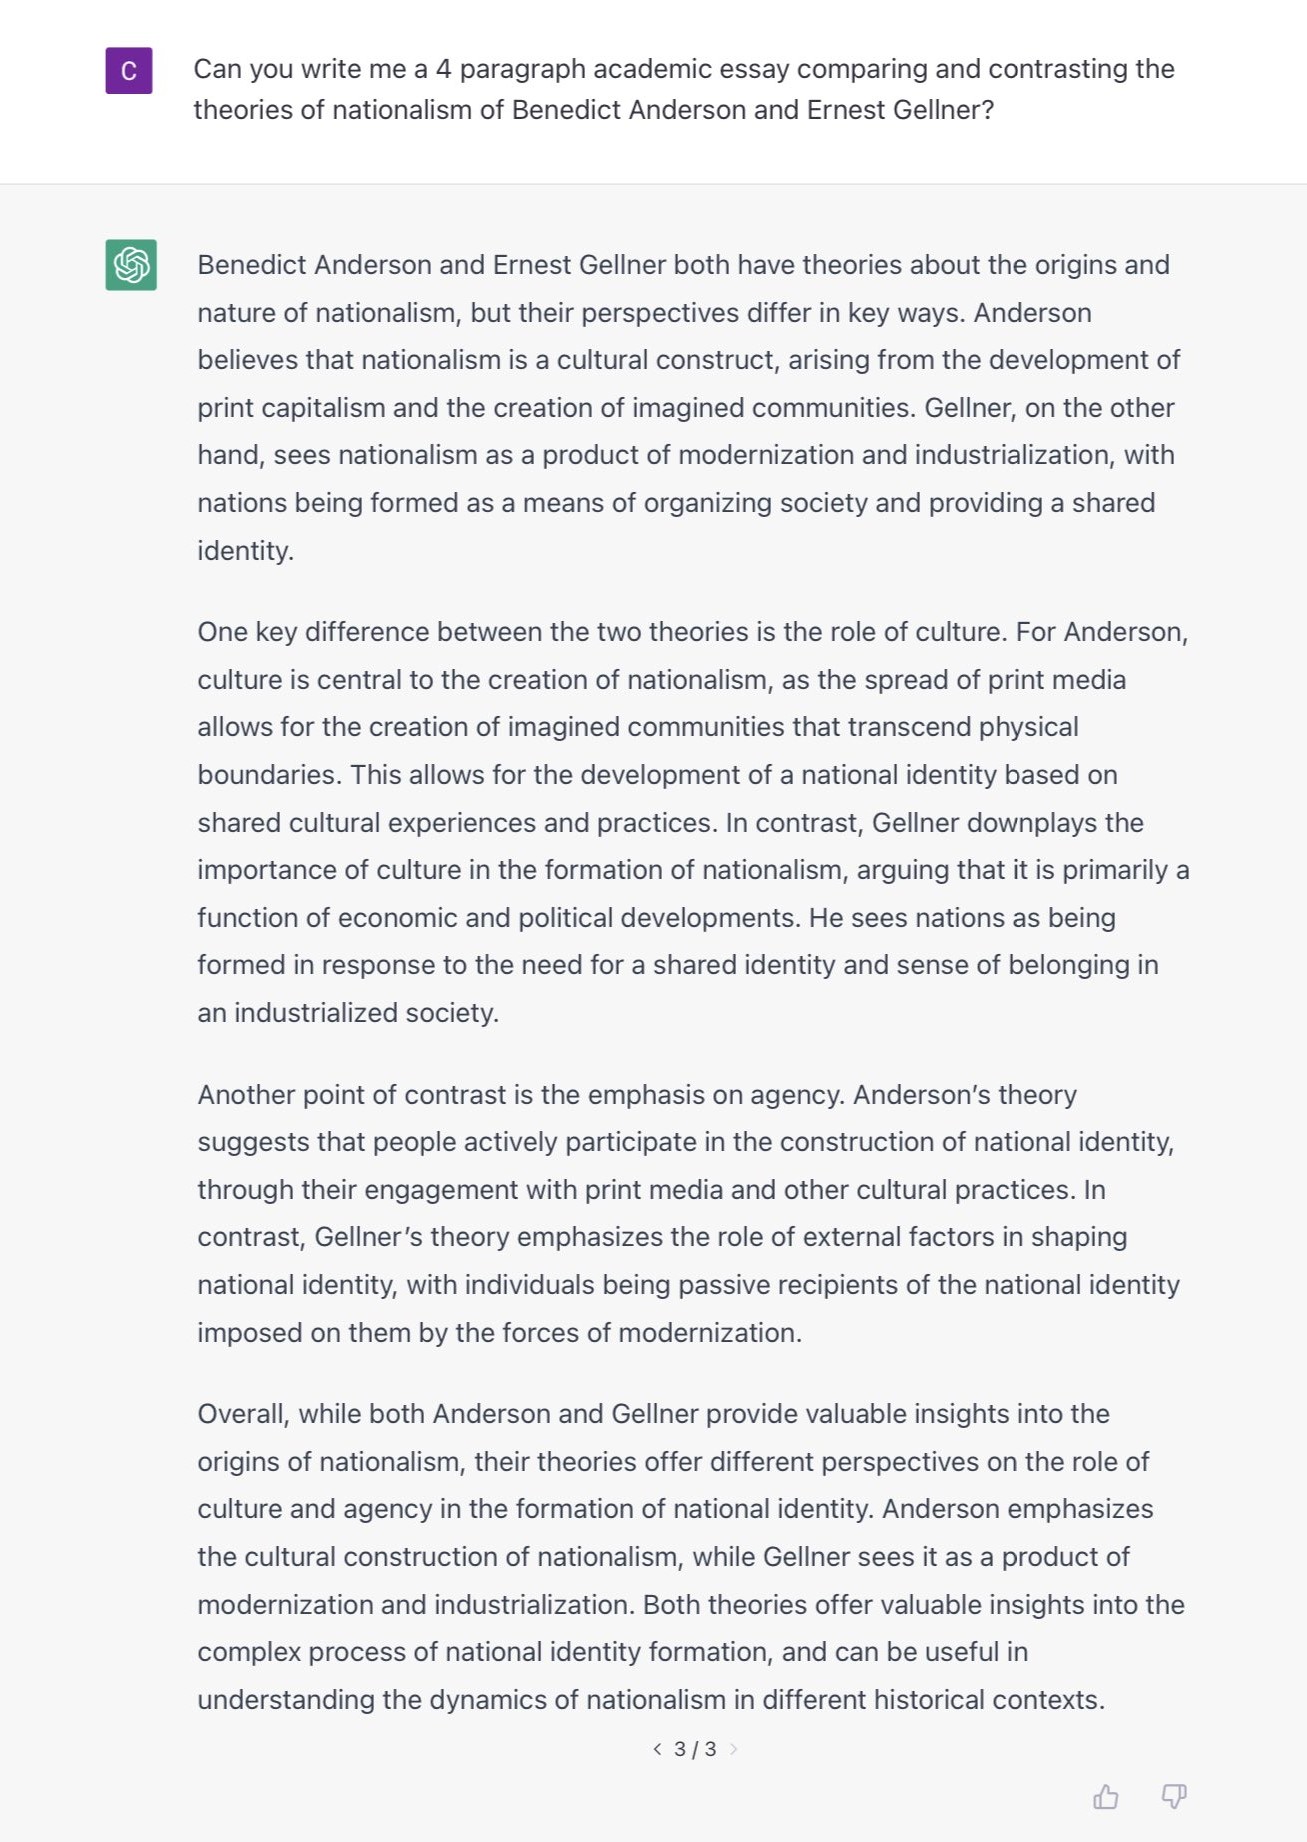 C
Can you write me a 4 paragraph academic essay comparing and contrasting the
theories of nationalism of Benedict Anderson and Ernest Gellner?
Benedict Anderson and Ernest Gellner both have theories about the origins and
nature of nationalism, but their perspectives differ in key ways. Anderson
believes that nationalism is a cultural construct, arising from the development of
print capitalism and the creation of imagined communities. Gellner, on the other
hand, sees nationalism as a product of modernization and industrialization, with
nations being formed as a means of organizing society and providing a shared
identity.
One key difference between the two theories is the role of culture. For Anderson,
culture is central to the creation of nationalism, as the spread of print media
allows for the creation of imagined communities that transcend physical
boundaries. This allows for the development of a national identity based on
shared cultural experiences and practices. In contrast, Gellner downplays the
importance of culture in the formation of nationalism, arguing that it is primarily a
function of economic and political developments. He sees nations as being
formed in response to the need for a shared identity and sense of belonging in
an industrialized society.
Another point of contrast is the emphasis on agency. Anderson’s theory
suggests that people actively participate in the construction of national identity,
through their engagement with print media and other cultural practices. In
contrast, Gellner’s theory emphasizes the role of external factors in shaping
national identity, with individuals being passive recipients of the national identity
imposed on them by the forces of modernization.
Overall, while both Anderson and Gellner provide valuable insights into the
origins of nationalism, their theories offer different perspectives on the role of
culture and agency in the formation of national identity. Anderson emphasizes
the cultural construction of nationalism, while Gellner sees it as a product of
modernization and industrialization. Both theories offer valuable insights into the
complex process of national identity formation, and can be useful in
understanding the dynamics of nationalism in different historical contexts.
< 3 / 3 >